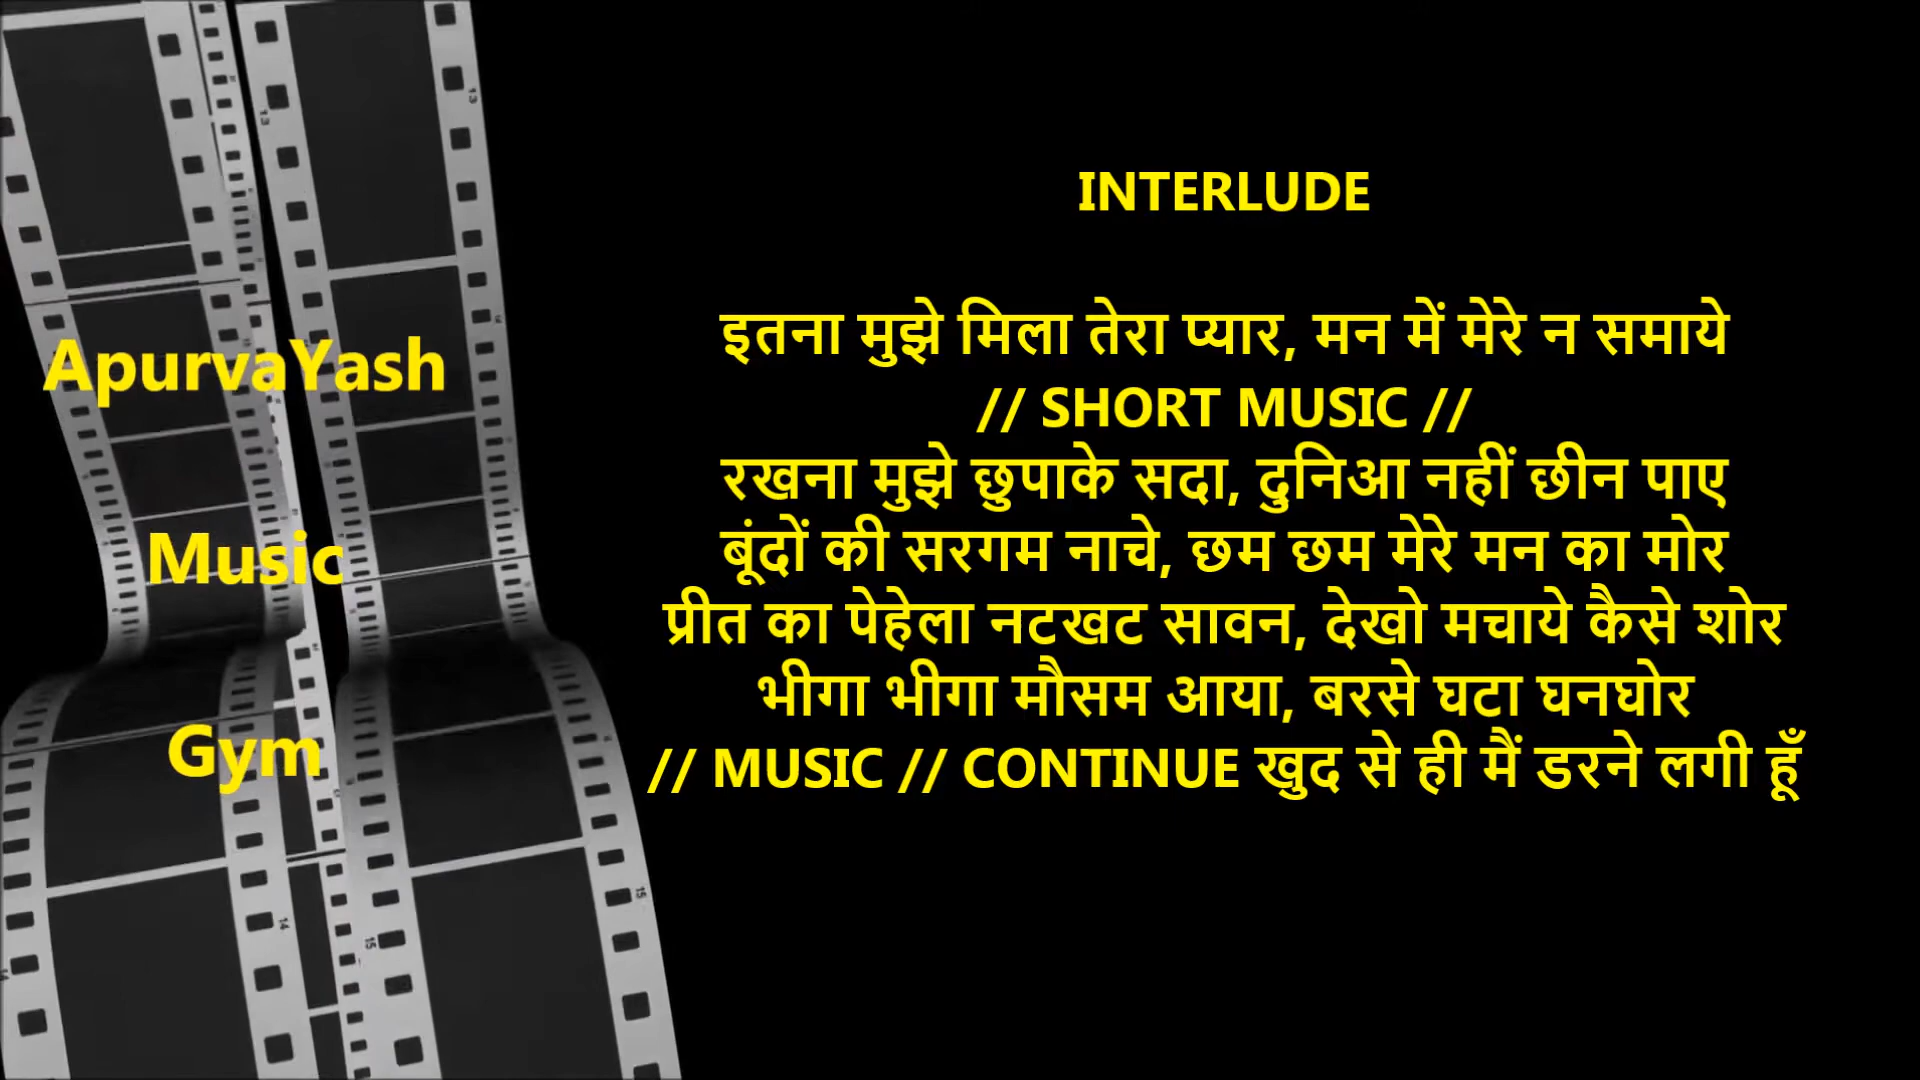 ApurvaYash
Music
Gym
INTERLUDE
इतना मुझे मिला तेरा प्यार, मन में मेरे न समाये
// SHORT MUSIC //
रखना मुझे छुपाके सदा, दुनिआ नहीं छीन पाए
बूंदों की सरगम नाचे, छम छम मेरे मन का मोर
प्रीत का पेहेला नटखट सावन, देखो मचाये कैसे शोर
भीगा भीगा मौसम आया, बरसे घटा घनघोर
// MUSIC // CONTINUE खुद से ही मैं डरने लगी हूँ